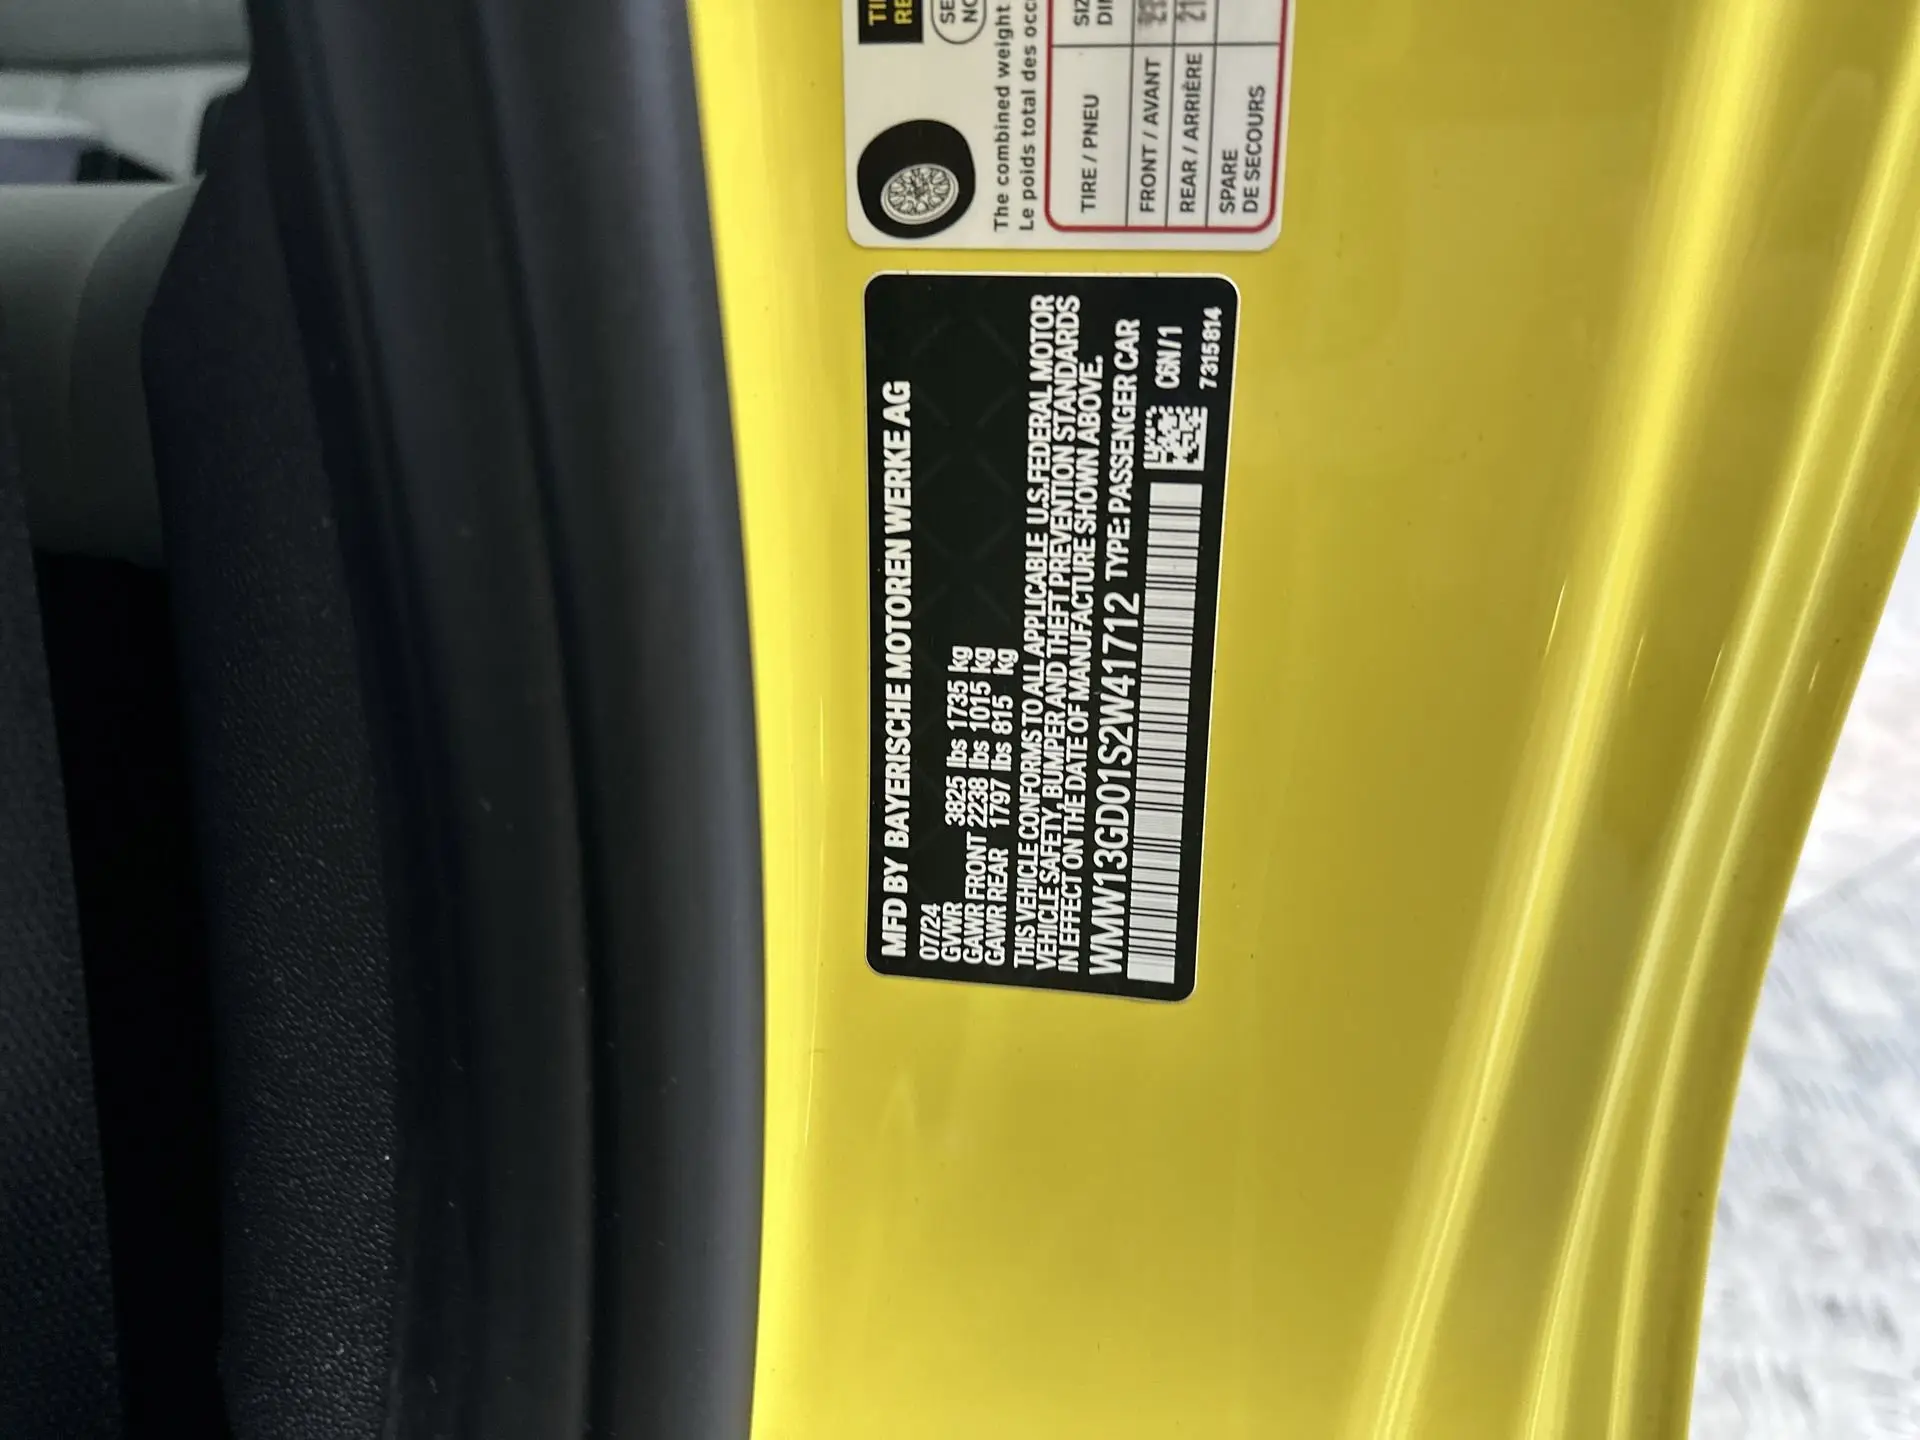 MFD BY BAYERISCHE MOTOREN WERKE AG
07/24
GVWR 3825 lbs 1735 kg
GAWR FRONT 2238 lbs 1015 kg
GAWR REAR 1797 lbs 815 kg
THIS VEHICLE CONFORMS TO ALL APPLICABLE U.S.FEDERAL MOTOR
VEHICLE SAFETY, BUMPER AND THEFT PREVENTION STANDARDS
IN EFFECT ON THE DATE OF MANUFACTURE SHOWN ABOVE.
WMW13GD01S2W41712 TYPE: PASSENGER CAR
C6N/1
7315814
The combined weight
Le poids total des
TIRE / PNEU
FRONT / AVANT
REAR / ARRIÈRE
SPARE
DE SECOURS